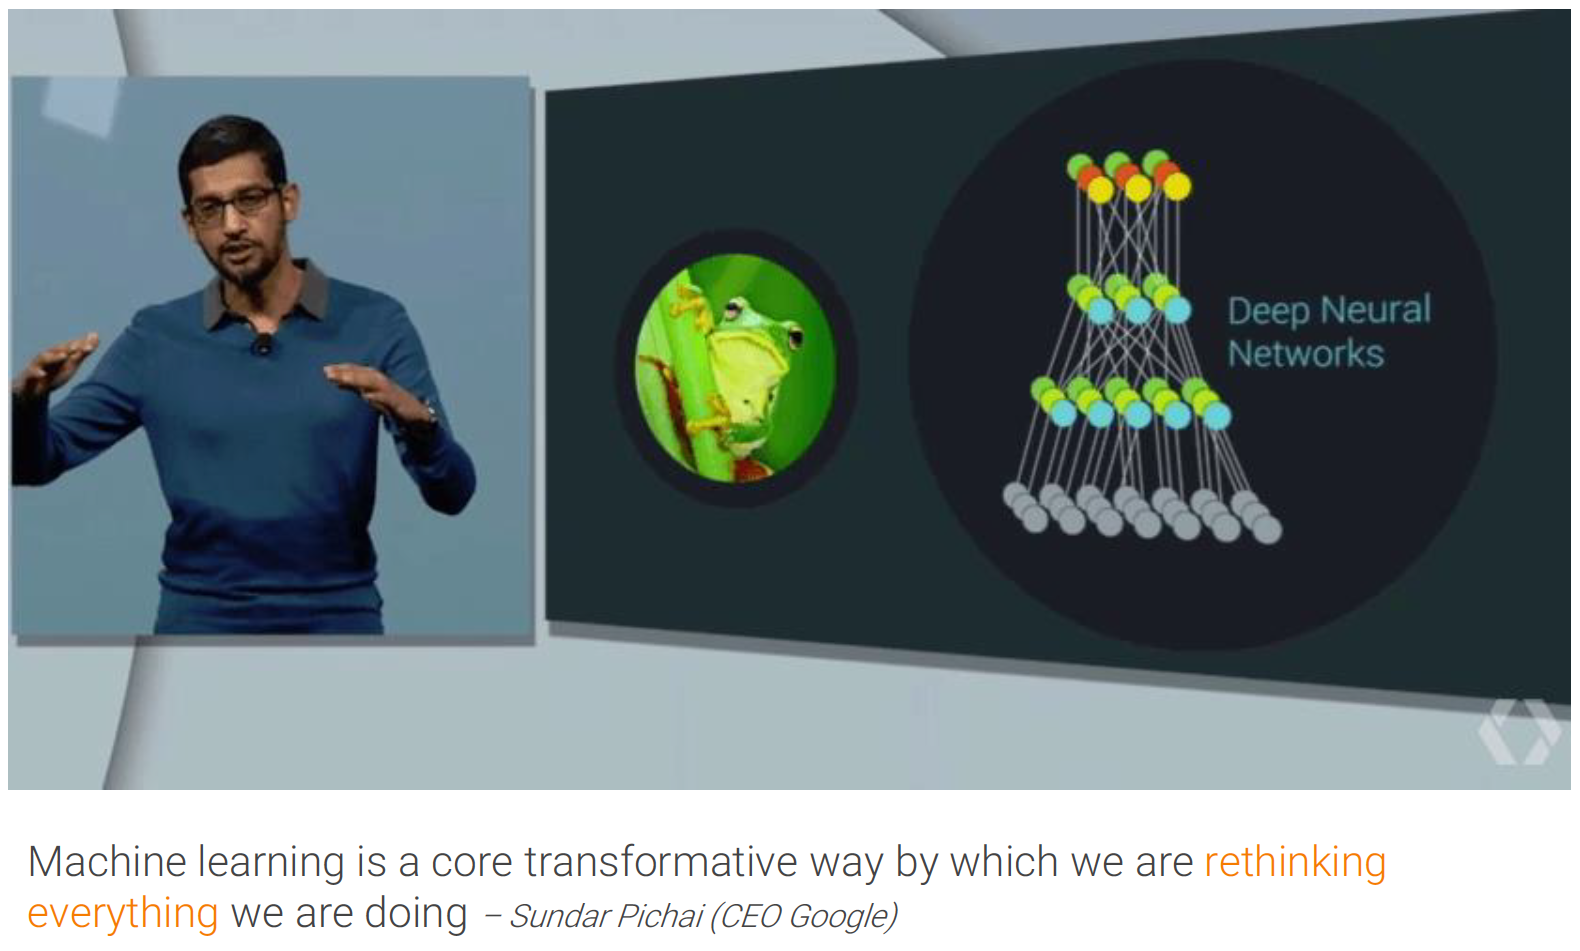 Deep Neural
Networks
Machine learning is a core transformative way by which we are rethinking
everything we are doing – Sundar Pichai (CEO Google)